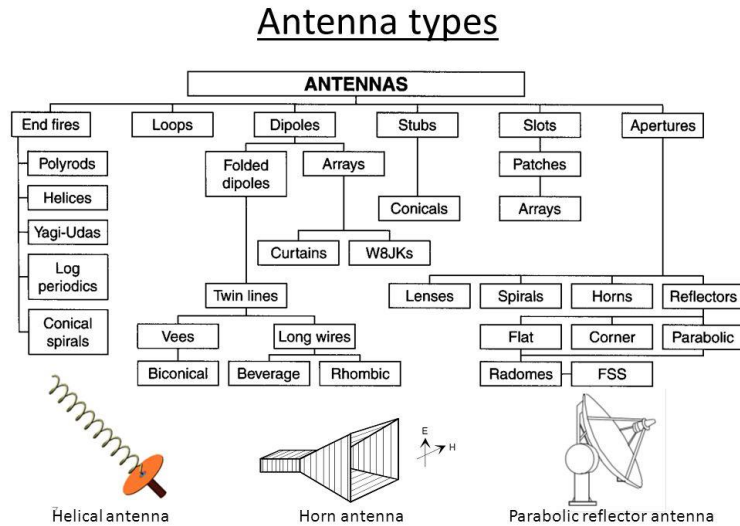 Antenna types
ANTENNAS
End fires
Loops
Dipoles
Stubs
Slots
Apertures
Polyrods
Helices
Yagi-Udas
Log
periodics
Conical
spirals
Folded
dipoles
Arrays
Conicals
Patches
Arrays
Curtains
W8JKs
Twin lines
Lenses
Spirals
Horns
Reflectors
Vees
Long wires
Flat
Corner
Parabolic
Biconical
Beverage
Rhombic
Radomes
FSS
E
H
Helical antenna
Horn antenna
Parabolic reflector antenna